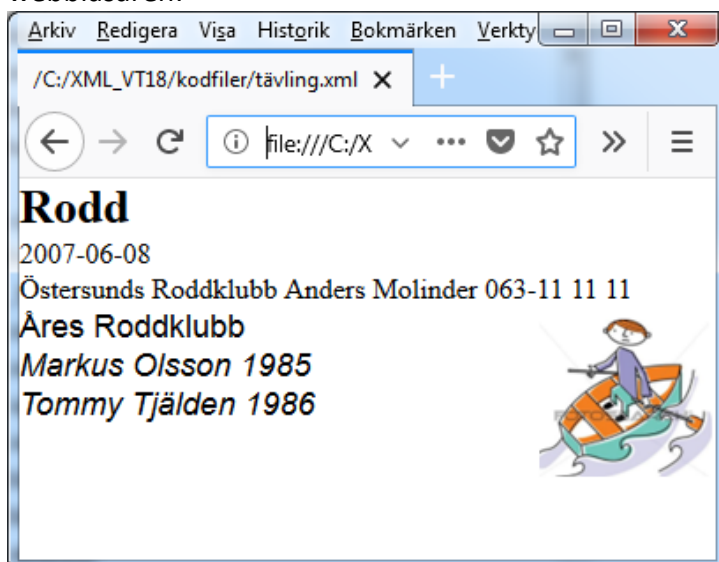 Arkiv Redigera Visa Historik Bokmärken Verkty
/C:/XML_VT18/kodfiler/tävling.xml
file:///C:/X
Rodd
2007-06-08
Östersunds Roddklubb Anders Molinder 063-11 11 11
Åres Roddklubb
Markus Olsson 1985
Tommy Tjälden 1986